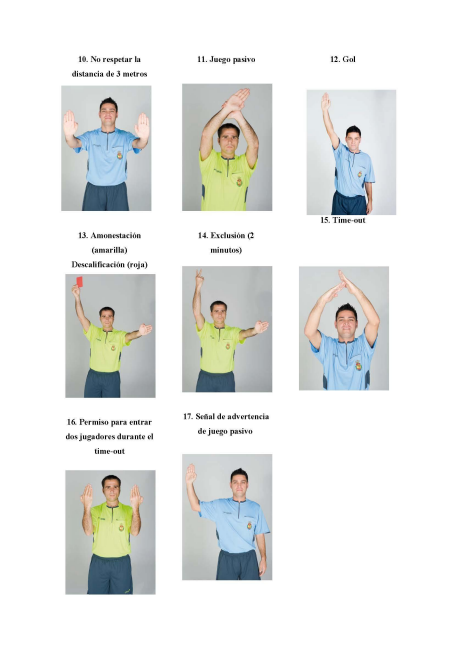 10. No respetar la
distancia de 3 metros
11. Juego pasivo
12. Gol
13. Amonestación
(amarilla)
Descalificación (roja)
14. Exclusión (2
minutos)
15. Time-out
16. Permiso para entrar
dos jugadores durante el
time-out
17. Señal de advertencia
de juego pasivo